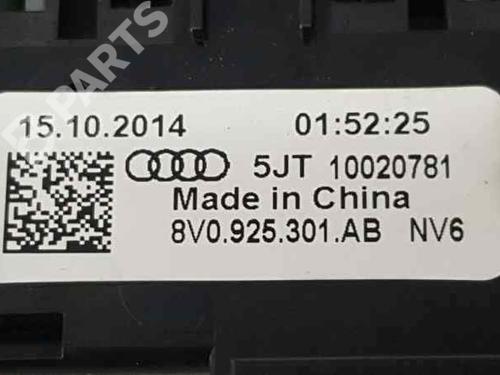 B PARTS
15.10.2014 01:52:25
5JT 10020781
Made in China
8V0.925.301.AB NV6